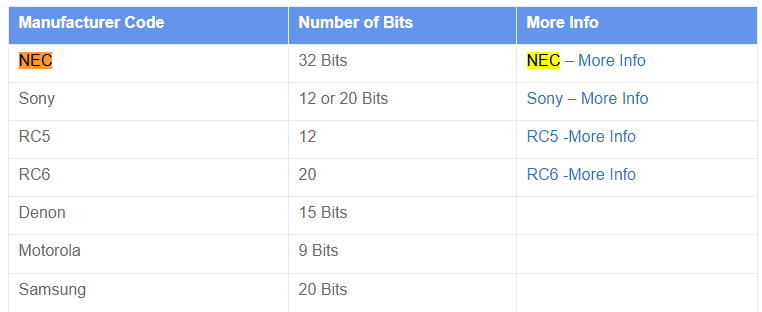 Manufacturer Code Number of Bits More Info
NEC 32 Bits NEC – More Info
Sony 12 or 20 Bits Sony – More Info
RC5 12 RC5 -More Info
RC6 20 RC6 -More Info
Denon 15 Bits
Motorola 9 Bits
Samsung 20 Bits